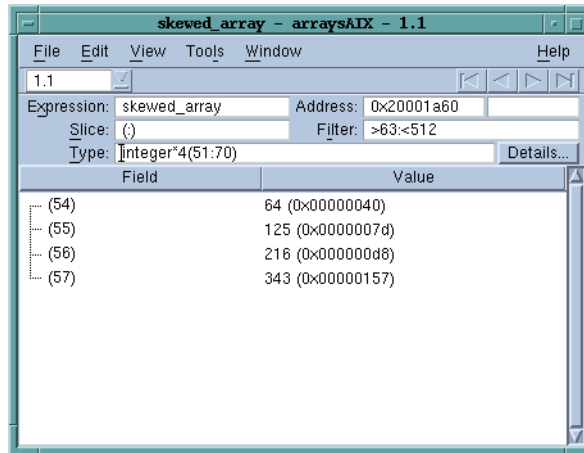 skewed_array - arraysAIX - 1.1
File Edit View Tools Window Help
1.1
Expression: skewed_array Address: 0x20001a60
Slice: (:) Filter: >63:<512
Type: integer*4(51:70) Details...
Field Value
(54) 64 (0x00000040)
(55) 125 (0x0000007d)
(56) 216 (0x000000d8)
(57) 343 (0x00000157)